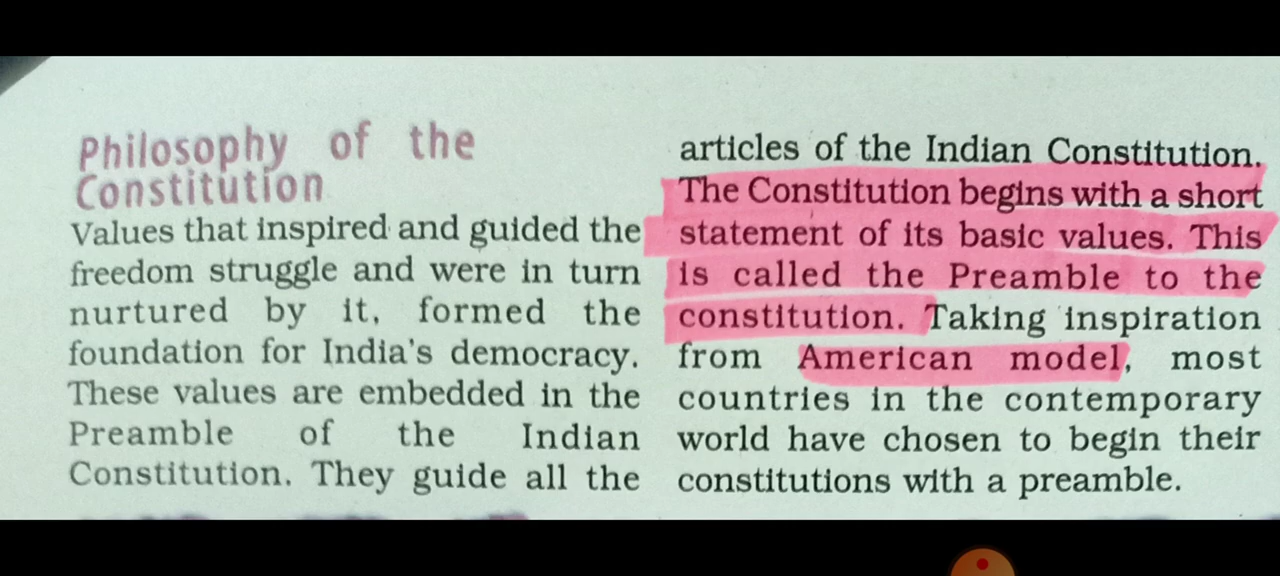 Philosophy of the
Constitution
Values that inspired and guided the
freedom struggle and were in turn
nurtured by it, formed the
foundation for India's democracy.
These values are embedded in the
Preamble of the Indian
Constitution. They guide all the
articles of the Indian Constitution.
The Constitution begins with a short
statement of its basic values. This
is called the Preamble to the
constitution. Taking inspiration
from American model, most
countries in the contemporary
world have chosen to begin their
constitutions with a preamble.